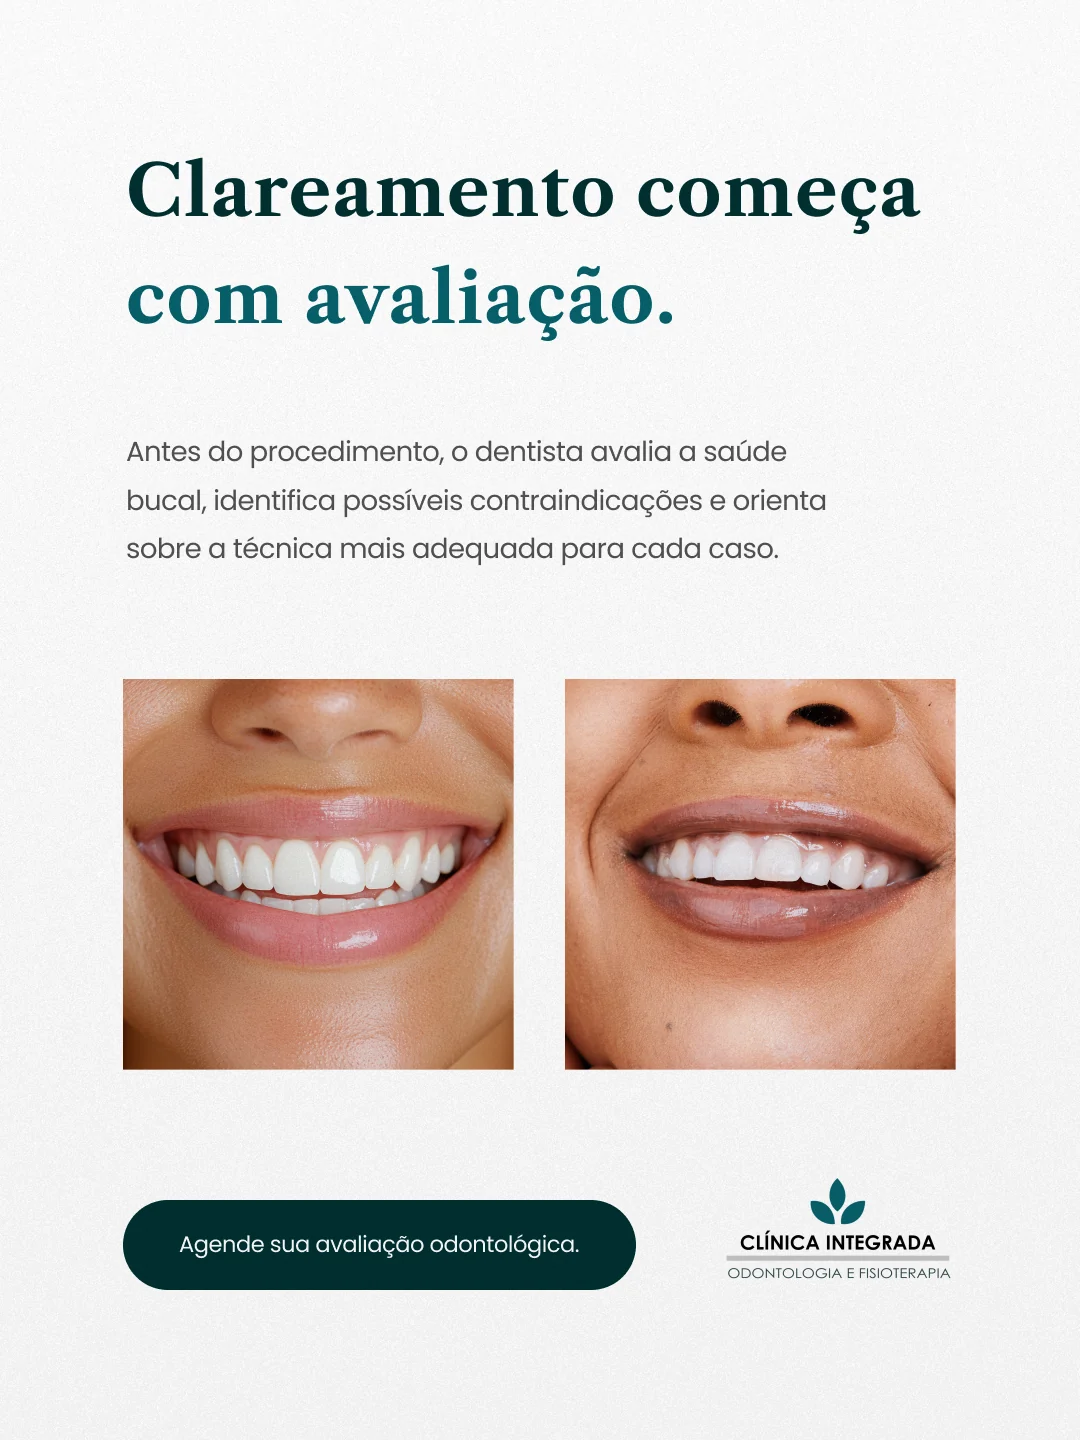 Clareamento começa
com avaliação.
Antes do procedimento, o dentista avalia a saúde
bucal, identifica possíveis contraindicações e orienta
sobre a técnica mais adequada para cada caso.
Agende sua avaliação odontológica.
CLÍNICA INTEGRADA
ODONTOLOGIA E FISIOTERAPIA